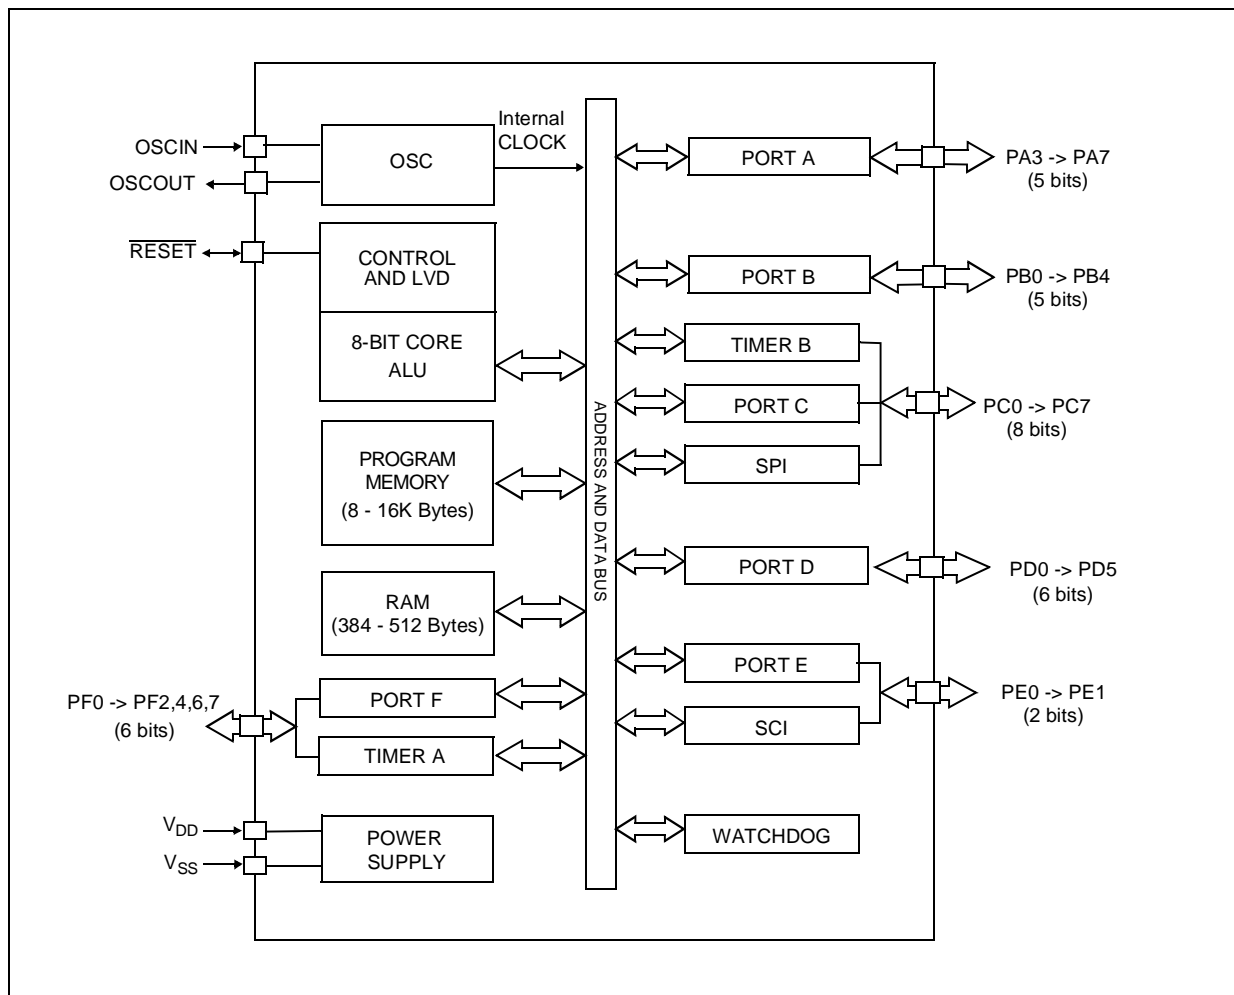 OSCIN
OSCOUT
RESET
OSC
Internal
CLOCK
CONTROL
AND LVD
8-BIT CORE
ALU
PROGRAM
MEMORY
(8 - 16K Bytes)
RAM
(384 - 512 Bytes)
PF0 -> PF2,4,6,7
(6 bits)
PORT F
TIMER A
VDD
VSS
POWER
SUPPLY
ADDRESS AND DATA BUS
PORT A
PA3 -> PA7
(5 bits)
PORT B
PB0 -> PB4
(5 bits)
TIMER B
PORT C
SPI
PC0 -> PC7
(8 bits)
PORT D
PD0 -> PD5
(6 bits)
PORT E
SCI
PE0 -> PE1
(2 bits)
WATCHDOG